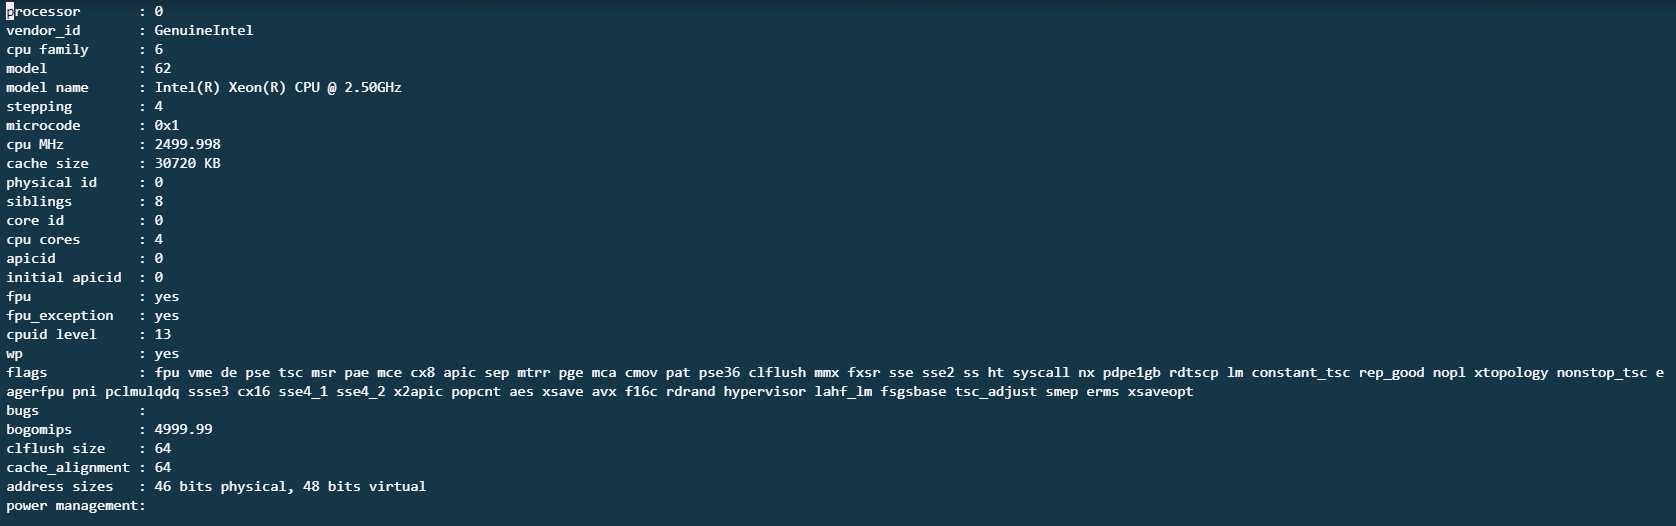 processor       : 0
vendor_id       : GenuineIntel
cpu family      : 6
model           : 62
model name      : Intel(R) Xeon(R) CPU @ 2.50GHz
stepping        : 4
microcode       : 0x1
cpu MHz         : 2499.998
cache size      : 30720 KB
physical id     : 0
siblings        : 8
core id         : 0
cpu cores       : 4
apicid          : 0
initial apicid  : 0
fpu             : yes
fpu_exception   : yes
cpuid level     : 13
wp              : yes
flags           : fpu vme de pse tsc msr pae mce cx8 apic sep mtrr pge mca cmov pat pse36 clflush mmx fxsr sse sse2 ss ht syscall nx pdpe1gb rdtscp lm constant_tsc rep_good nopl xtopology nonstop_tsc e
agerfpu pni pclmulqdq ssse3 cx16 sse4_1 sse4_2 x2apic popcnt aes xsave avx f16c rdrand hypervisor lahf_lm fsgsbase tsc_adjust smep erms xsaveopt
bugs            :
bogomips        : 4999.99
clflush size    : 64
cache_alignment : 64
address sizes   : 46 bits physical, 48 bits virtual
power management: